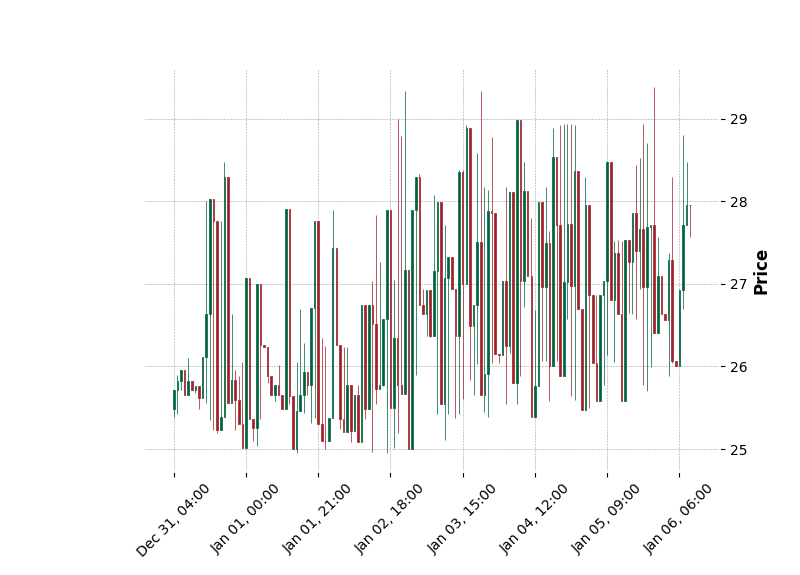 29
28
27
26
25
Price
Dec 31, 04:00
Jan 01, 00:00
Jan 01, 21:00
Jan 02, 18:00
Jan 03, 15:00
Jan 04, 12:00
Jan 05, 09:00
Jan 06, 06:00